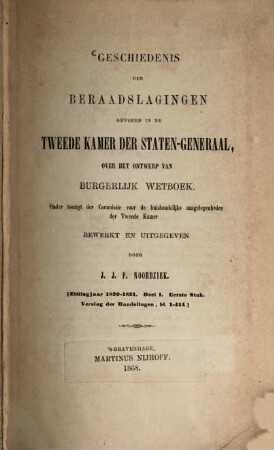 GESCHIEDENIS
DER
BERAADSLAGINGEN
GEVOERD IN DE
TWEEDE KAMER DER STATEN-GENERAAL,
OVER HET ONTWERP VAN
BURGERLIJK WETBOEK.
Onder toezigt der Commissie voor de huishoudelijke aangelegenheden
der Tweede Kamer
BEWERKT EN UITGEGEVEN
DOOR
J. J. F. NOORDZIEK.
(Zittingjaar 1820-1821. Deel I. Eerste Stuk.
Verslag der Handelingen, bl. 1-414)
'S GRAVENHAGE,
MARTINUS NIJHOFF.
1868.